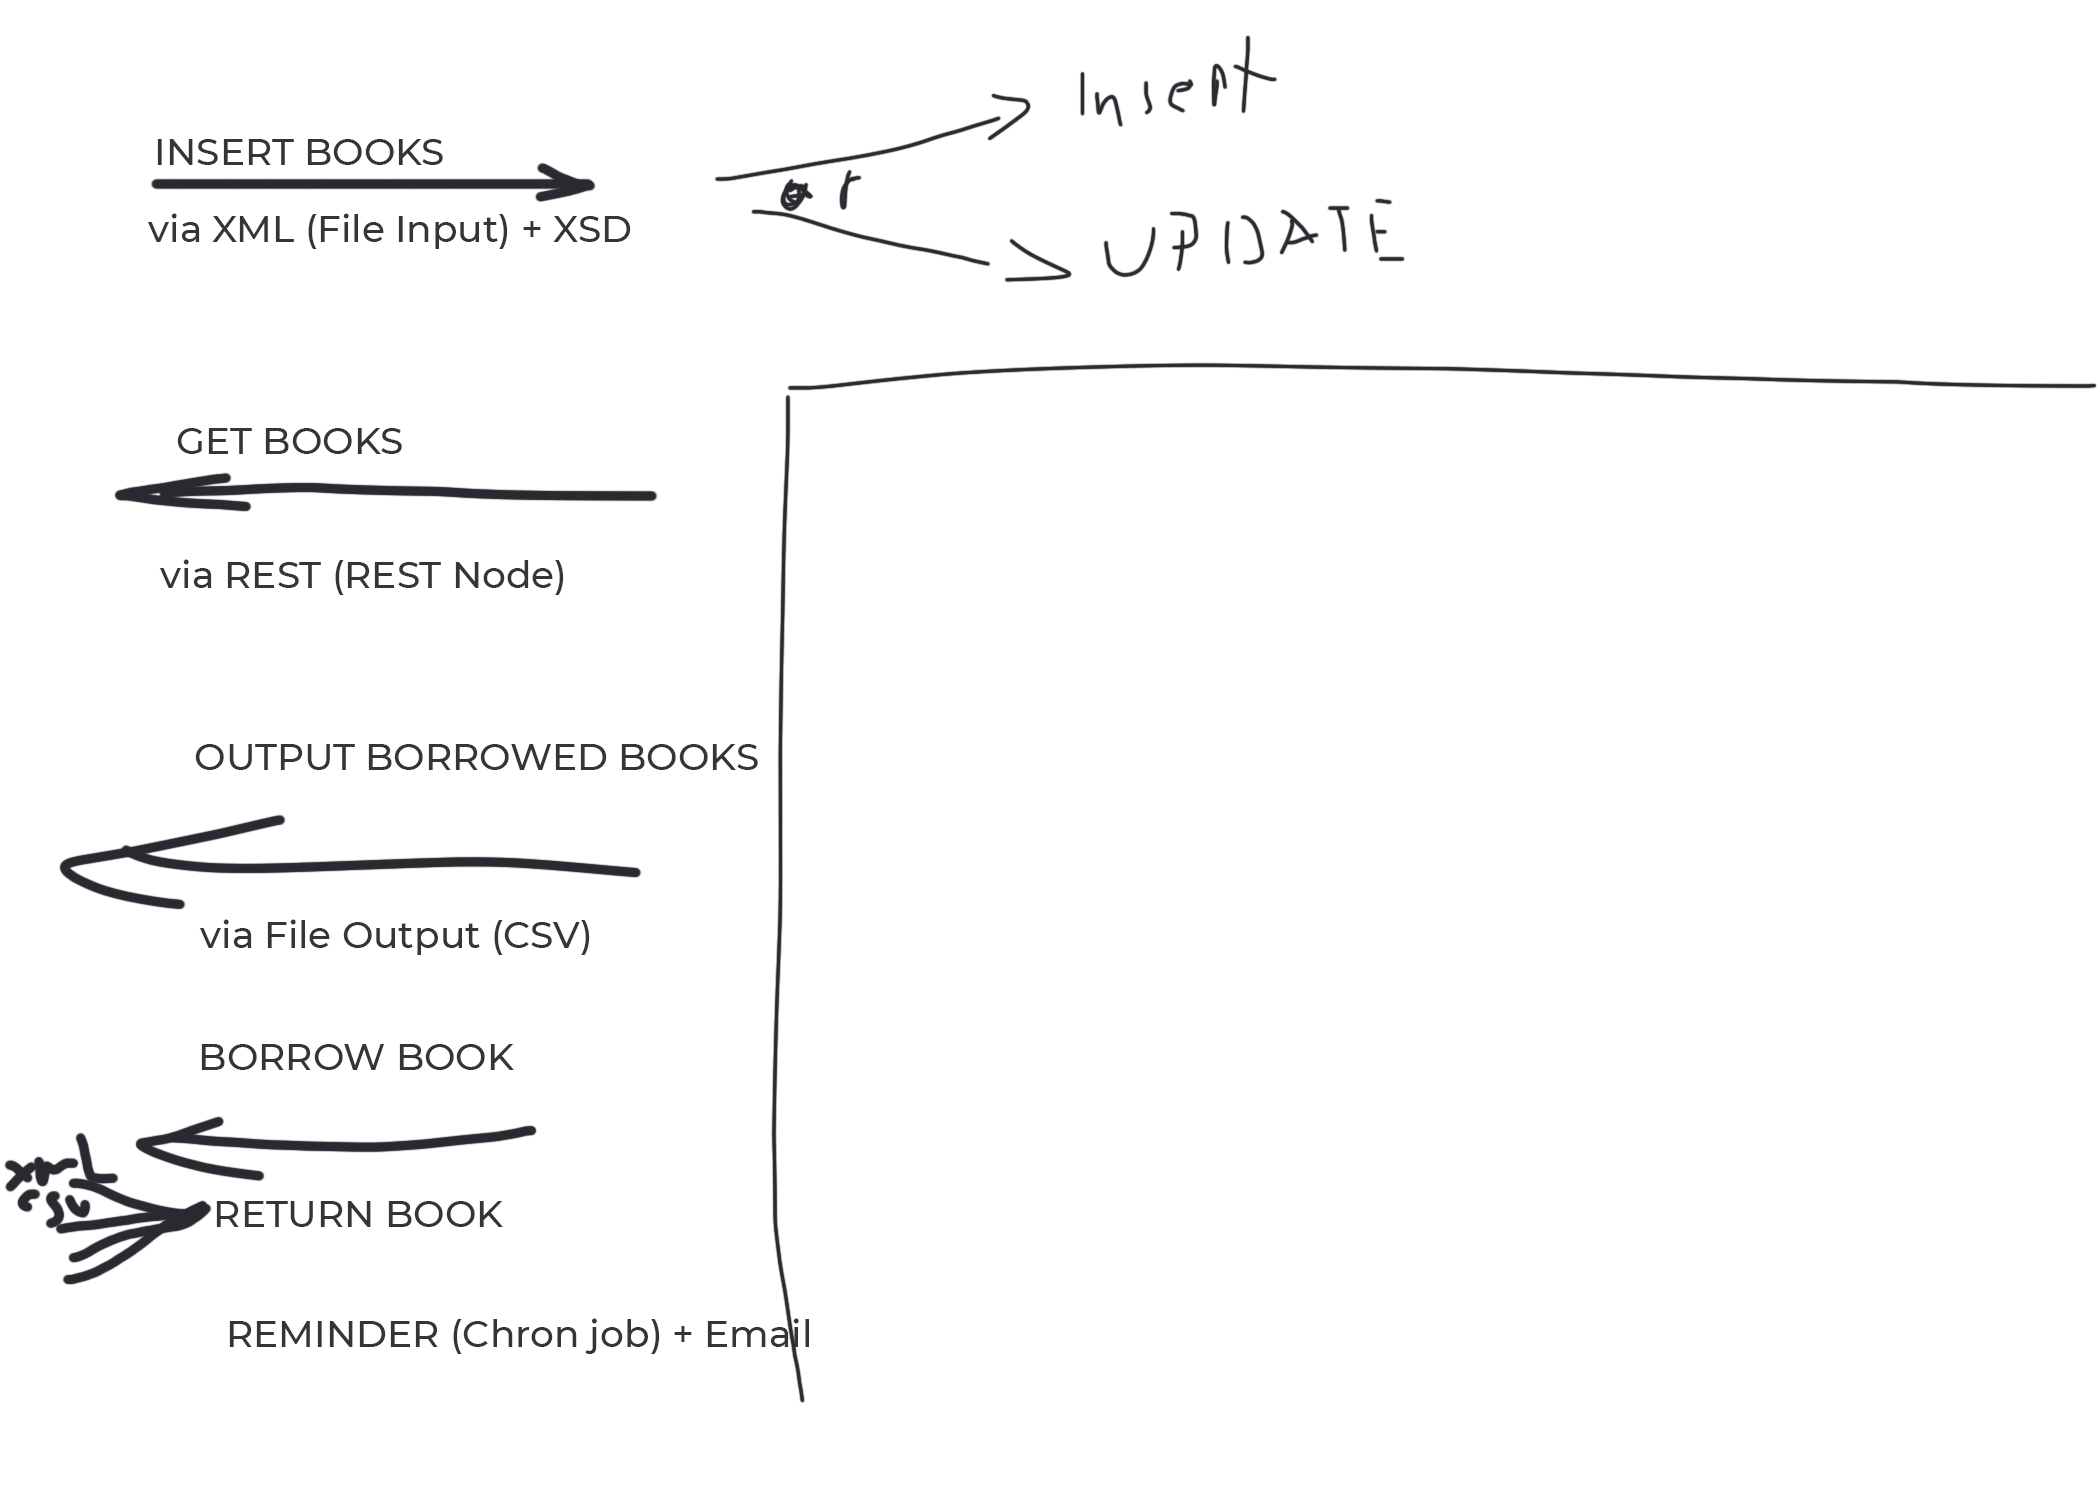 Insert
INSERT BOOKS
or
via XML (File Input) + XSD
UPDATE
GET BOOKS
via REST (REST Node)
OUTPUT BORROWED BOOKS
via File Output (CSV)
BORROW BOOK
XML
CSV
RETURN BOOK
REMINDER (Chron job) + Email